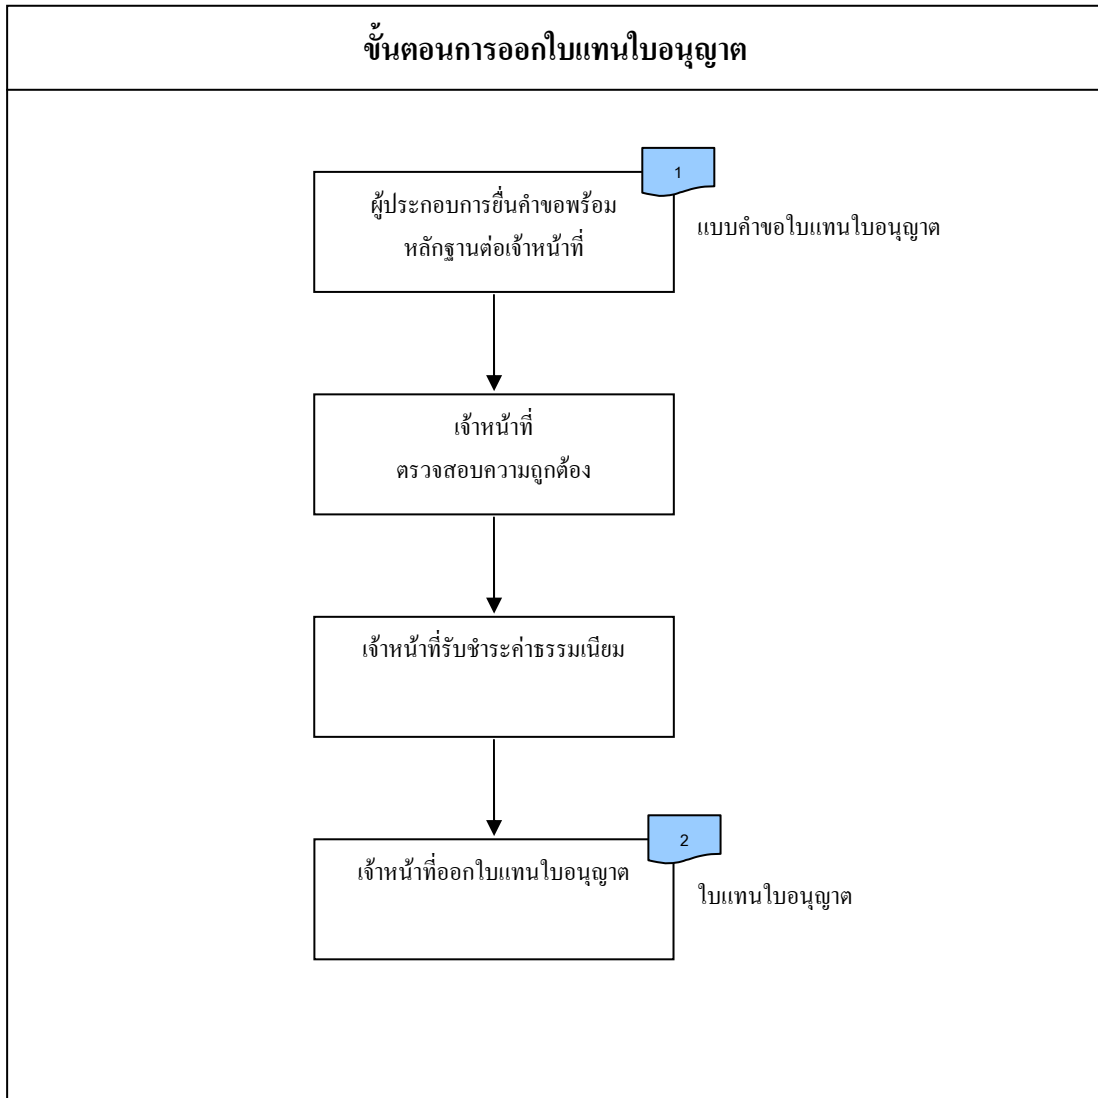 ขั้นตอนการออกใบแทนใบอนุญาต
1
ผู้ประกอบการยื่นคำขอพร้อม
หลักฐานต่อเจ้าหน้าที่
แบบคำขอใบแทนใบอนุญาต
เจ้าหน้าที่
ตรวจสอบความถูกต้อง
เจ้าหน้าที่รับชำระค่าธรรมเนียม
2
เจ้าหน้าที่ออกใบแทนใบอนุญาต
ใบแทนใบอนุญาต